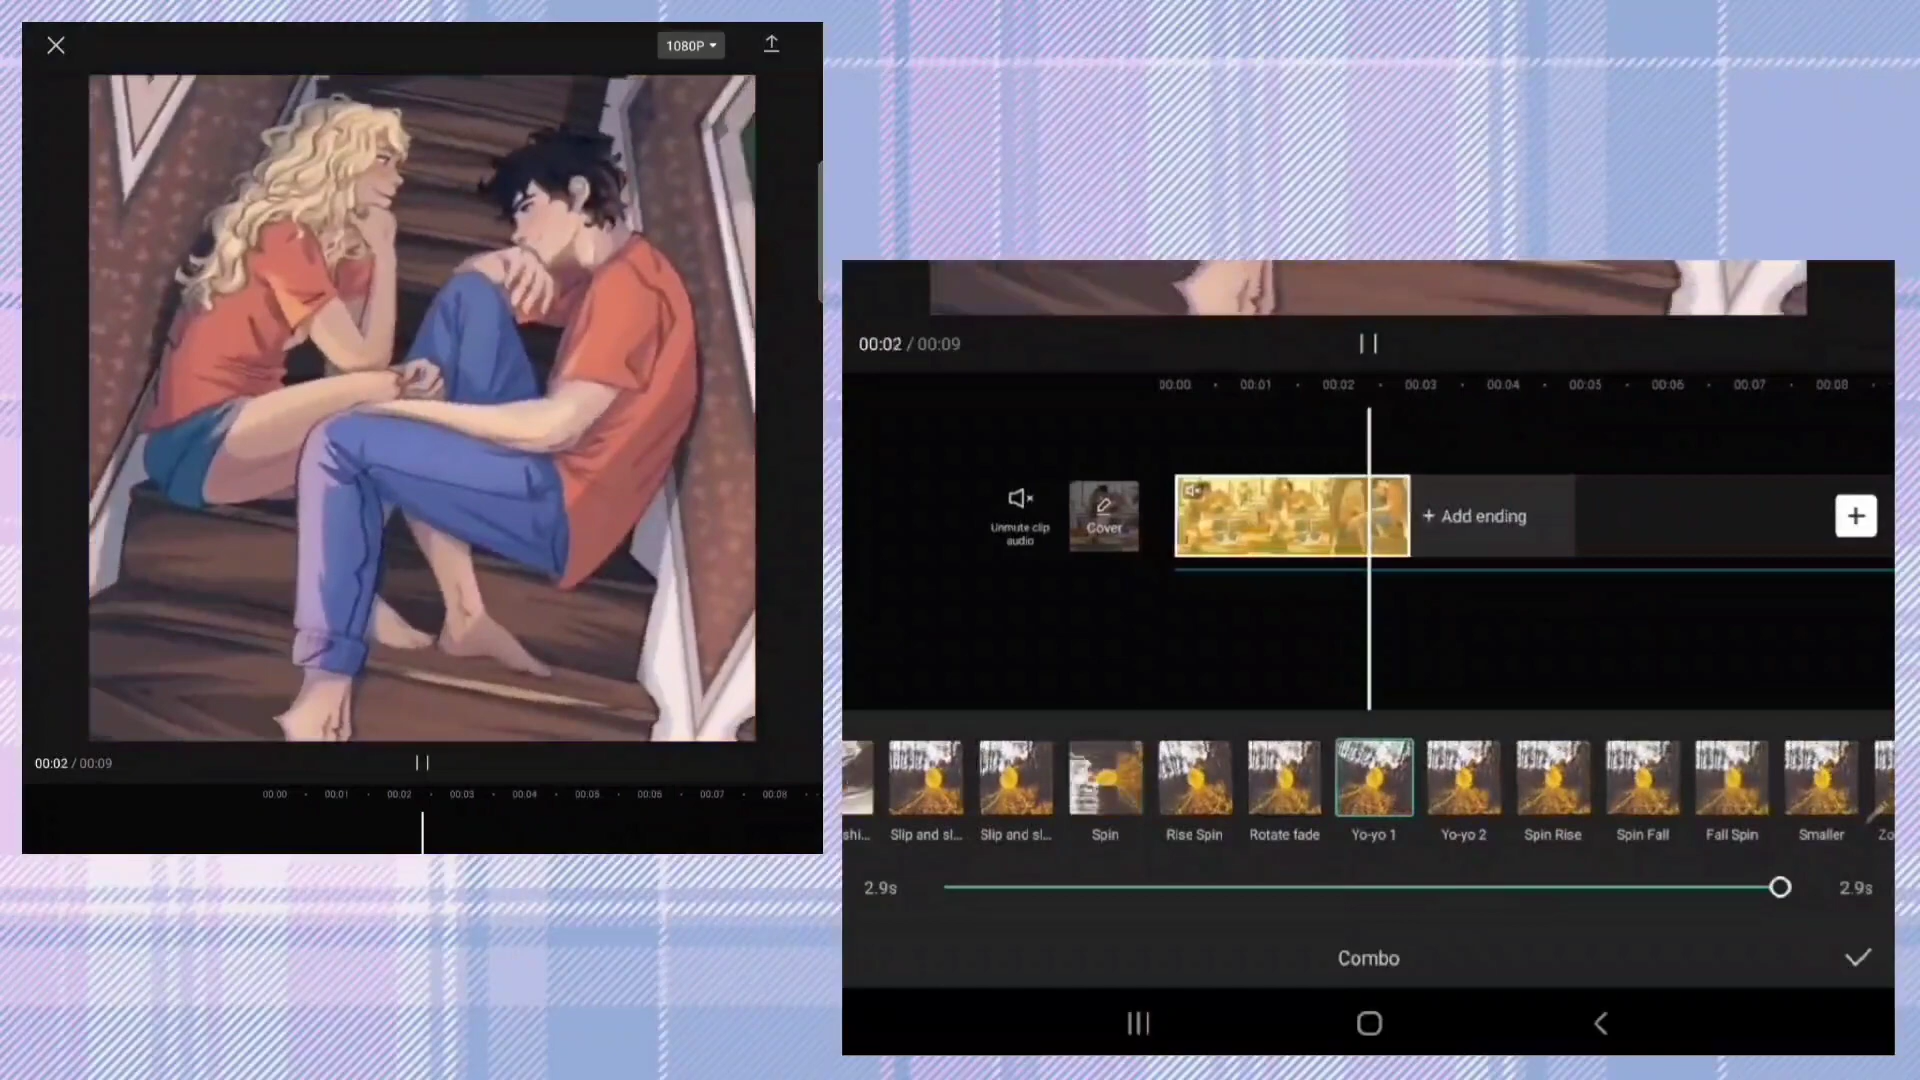 1080P
00:02 / 00:09
00:00 00:01 00:02 00:03 00:04 00:05 00:06 00:07 00:08
00:02 / 00:09
00:00 00:01 00:02 00:03 00:04 00:05 00:06 00:07 00:08
Unmute clip
audio
Cover
+ Add ending
shi... Slip and sl... Slip and sl... Spin Rise Spin Rotate fade Yo-yo 1 Yo-yo 2 Spin Rise Spin Fall Fall Spin Smaller Zo
2.9s 2.9s
Combo